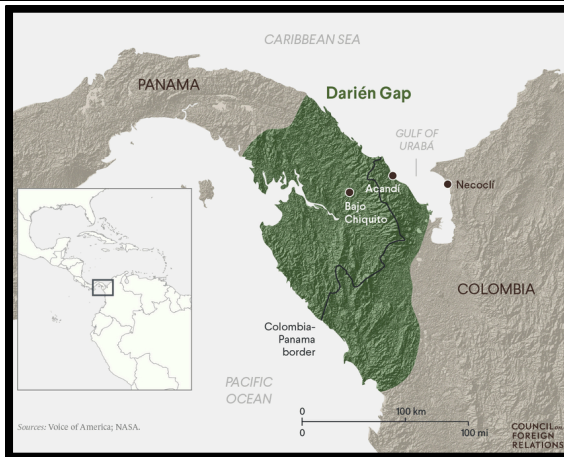 CARIBBEAN SEA
PANAMA
Darién Gap
GULF OF
URABÁ
Acandí
Necoclí
Bajo
Chiquito
COLOMBIA
Colombia-
Panama
border
PACIFIC
OCEAN
0 100 km
0 100 mi
Sources: Voice of America; NASA.
COUNCIL on
FOREIGN
RELATIONS